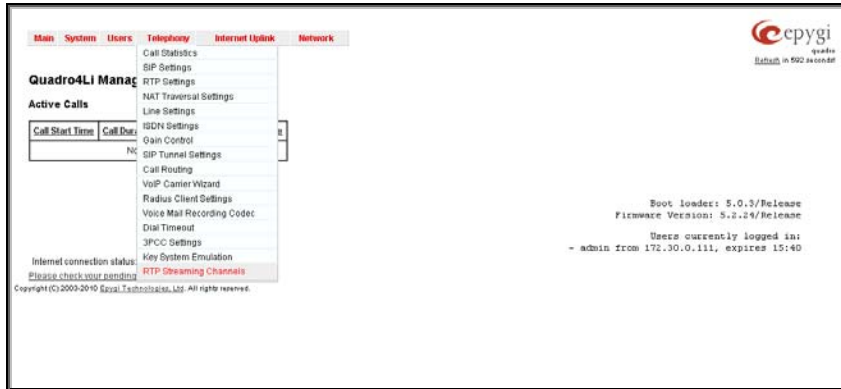 Main System Users Telephony Internet Uplink Network
epygi
quadro
Refresh in 592 seconds!
Call Statistics
SIP Settings
Quadro4Li Manag
RTP Settings
NAT Traversal Settings
Active Calls
Line Settings
ISDN Settings
Call Start Time Call Dura
Gain Control
No
SIP Tunnel Settings
Call Routing
VoIP Carrier Wizard
Radius Client Settings
Voice Mail Recording Codec
Dial Timeout
3PCC Settings
Key System Emulation
RTP Streaming Channels
Boot loader: 5.0.3/Release
Firmware Version: 5.2.24/Release
Users currently logged in:
- admin from 172.30.0.111, expires 15:40
Internet connection status:
Please check your pending
Copyright (C) 2003-2010 Epygi Technologies, Ltd. All rights reserved.